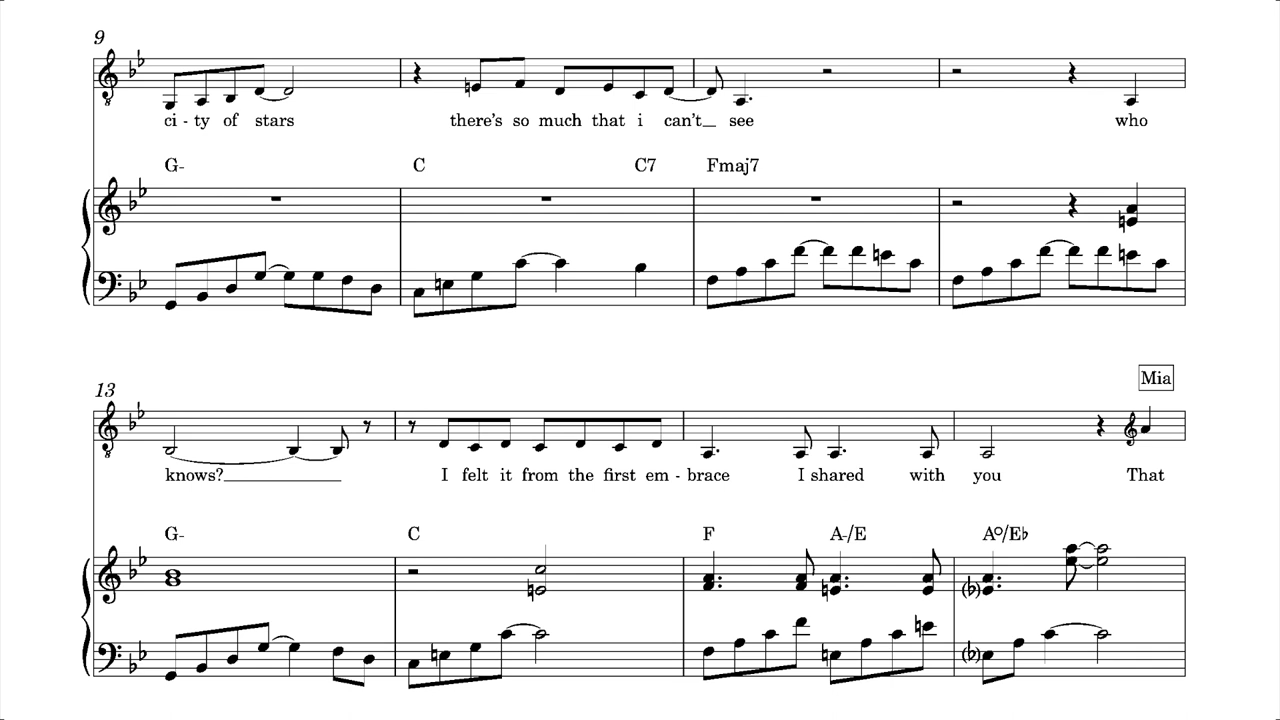 9
ci - ty of stars there's so much that i can't_ see who
G- C C7 Fmaj7
13
Mia
knows?_ I felt it from the first em - brace I shared with you That
G- C F A-/E A°/E♭